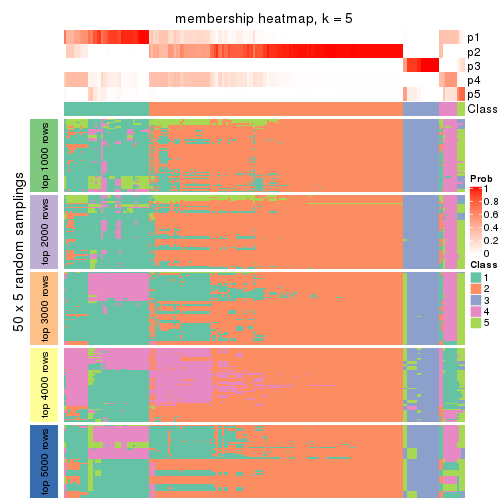 membership heatmap, k = 5
p1
p2
p3
p4
p5
Class
50 x 5 random samplings
top 1000 rows
top 2000 rows
top 3000 rows
top 4000 rows
top 5000 rows
Prob
1
0.8
0.6
0.4
0.2
0
Class
1
2
3
4
5